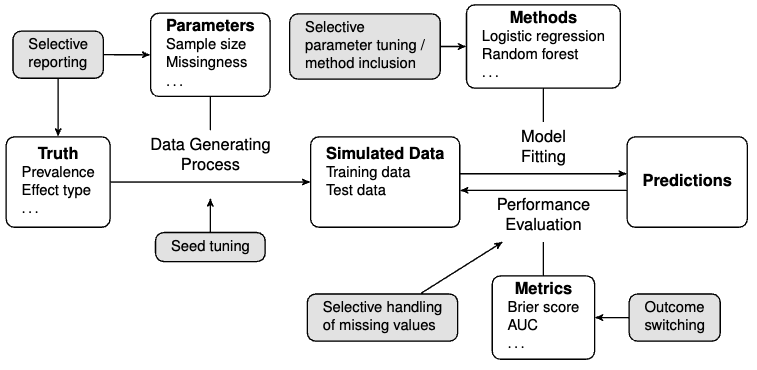 Selective
reporting
Parameters
Sample size
Missingness
. . .
Selective
parameter tuning /
method inclusion
Methods
Logistic regression
Random forest
. . .
Truth
Prevalence
Effect type
. . .
Data Generating
Process
Simulated Data
Training data
Test data
Model
Fitting
Predictions
Performance
Evaluation
Seed tuning
Selective handling
of missing values
Metrics
Brier score
AUC
. . .
Outcome
switching